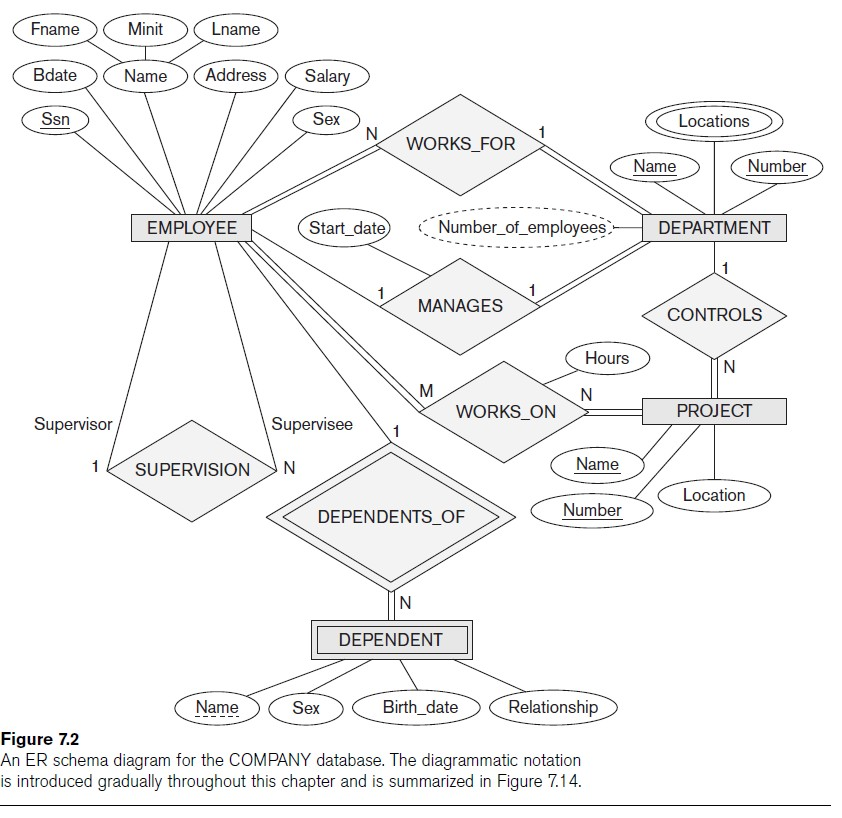 Fname Minit Lname
Bdate Name Address Salary
Ssn Sex
N WORKS_FOR 1
Locations
Name Number
EMPLOYEE Start_date Number_of_employees DEPARTMENT
1 MANAGES 1
1
CONTROLS
N
Hours
M WORKS_ON N PROJECT
Supervisor Supervisee
1 SUPERVISION N
1
Name
Number Location
DEPENDENTS_OF
N
DEPENDENT
Name Sex Birth_date Relationship
Figure 7.2
An ER schema diagram for the COMPANY database. The diagrammatic notation
is introduced gradually throughout this chapter and is summarized in Figure 7.14.